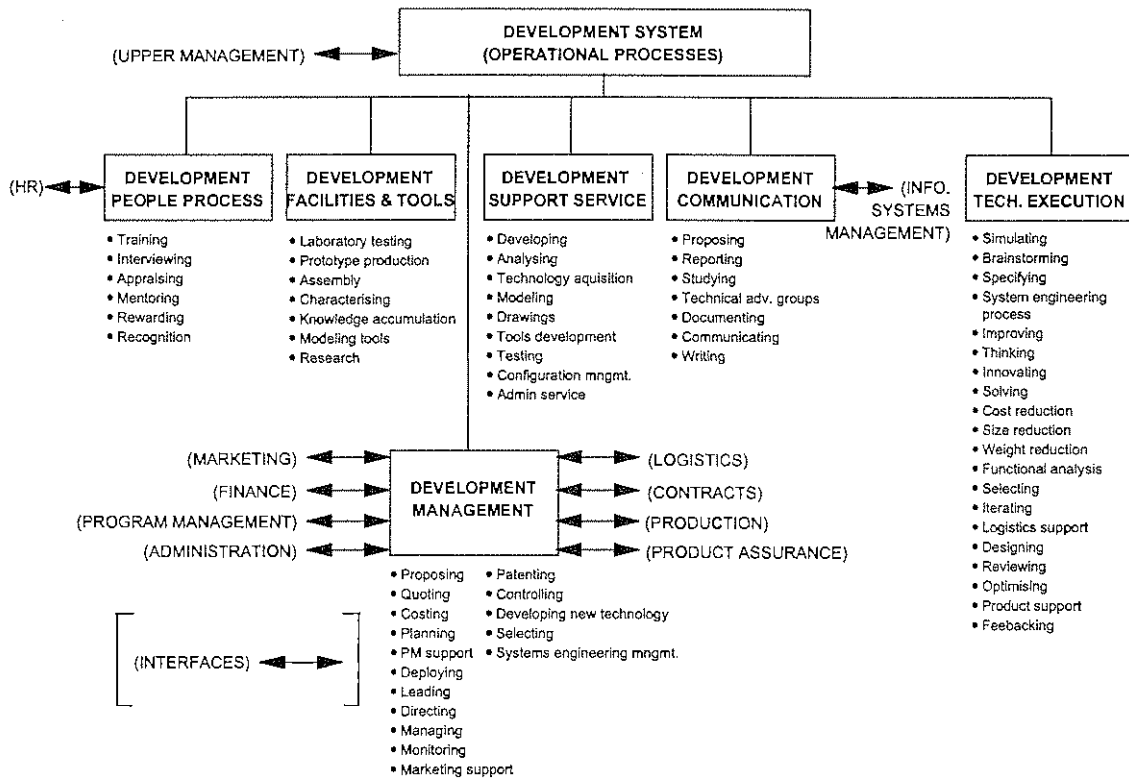 DEVELOPMENT SYSTEM
(OPERATIONAL PROCESSES)
(UPPER MANAGEMENT)
(HR)
DEVELOPMENT
PEOPLE PROCESS
• Training
• Interviewing
• Appraising
• Mentoring
• Rewarding
• Recognition
DEVELOPMENT
FACILITIES & TOOLS
• Laboratory testing
• Prototype production
• Assembly
• Characterising
• Knowledge accumulation
• Modeling tools
• Research
DEVELOPMENT
SUPPORT SERVICE
• Developing
• Analysing
• Technology aquisition
• Modeling
• Drawings
• Tools development
• Testing
• Configuration mngmt.
• Admin service
DEVELOPMENT
COMMUNICATION
• Proposing
• Reporting
• Studying
• Technical adv. groups
• Documenting
• Communicating
• Writing
(INFO.
SYSTEMS
MANAGEMENT)
DEVELOPMENT
TECH. EXECUTION
• Simulating
• Brainstorming
• Specifying
• System engineering
process
• Improving
• Thinking
• Innovating
• Solving
• Cost reduction
• Size reduction
• Weight reduction
• Functional analysis
• Selecting
• Iterating
• Logistics support
• Designing
• Reviewing
• Optimising
• Product support
• Feebacking
(MARKETING)
(FINANCE)
(PROGRAM MANAGEMENT)
(ADMINISTRATION)
DEVELOPMENT
MANAGEMENT
(LOGISTICS)
(CONTRACTS)
(PRODUCTION)
(PRODUCT ASSURANCE)
• Proposing
• Quoting
• Costing
• Planning
• PM support
• Deploying
• Leading
• Directing
• Managing
• Monitoring
• Marketing support
• Patenting
• Controlling
• Developing new technology
• Selecting
• Systems engineering mngmt.
(INTERFACES)